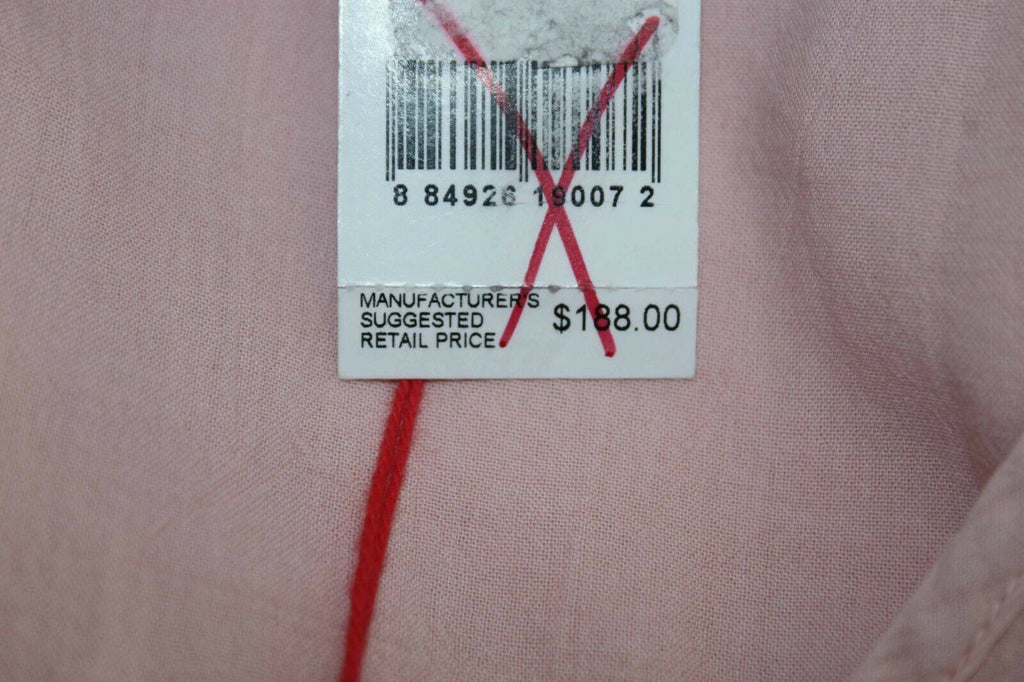 8 84926 19007 2
MANUFACTURER'S
SUGGESTED
RETAIL PRICE
$188.00